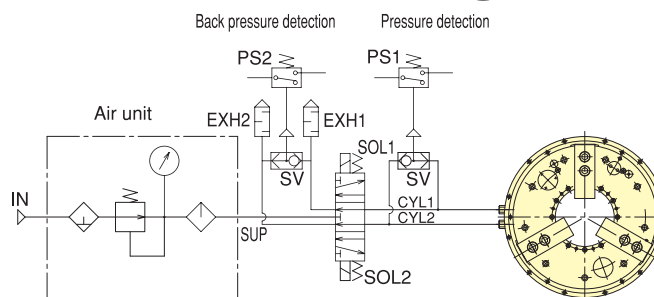 Back pressure detection
Pressure detection
PS2
PS1
Air unit
EXH2
EXH1
SOL1
SV
SV
IN
CYL1
CYL2
SUP
SOL2